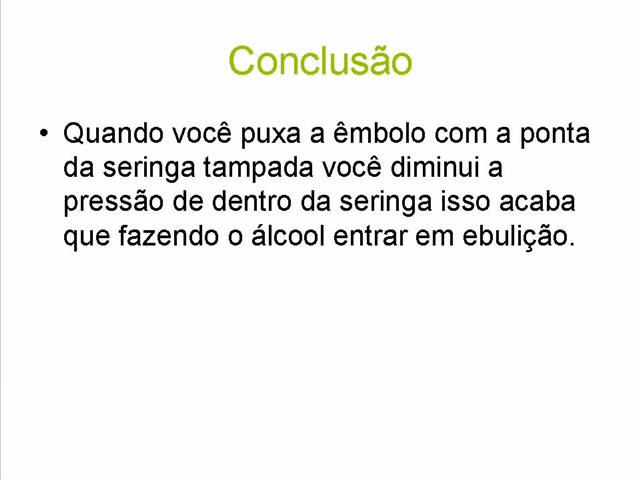 Conclusão
• Quando você puxa a êmbolo com a ponta
da seringa tampada você diminui a
pressão de dentro da seringa isso acaba
que fazendo o álcool entrar em ebulição.